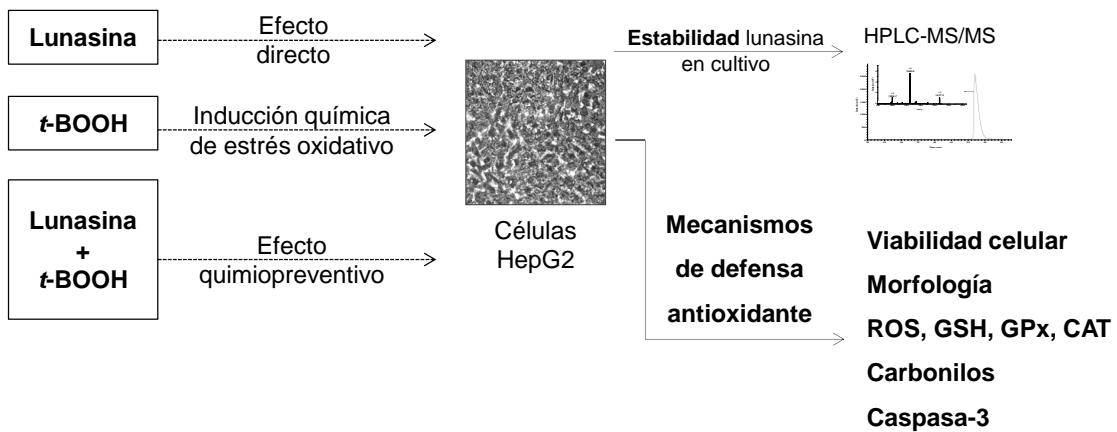 Lunasina
Efecto
directo
t-BOOH
Inducción química
de estrés oxidativo
Lunasina
+
t-BOOH
Efecto
quimiopreventivo
Células
HepG2
Estabilidad lunasina
en cultivo
HPLC-MS/MS
Mecanismos
de defensa
antioxidante
Viabilidad celular
Morfología
ROS, GSH, GPx, CAT
Carbonilos
Caspasa-3